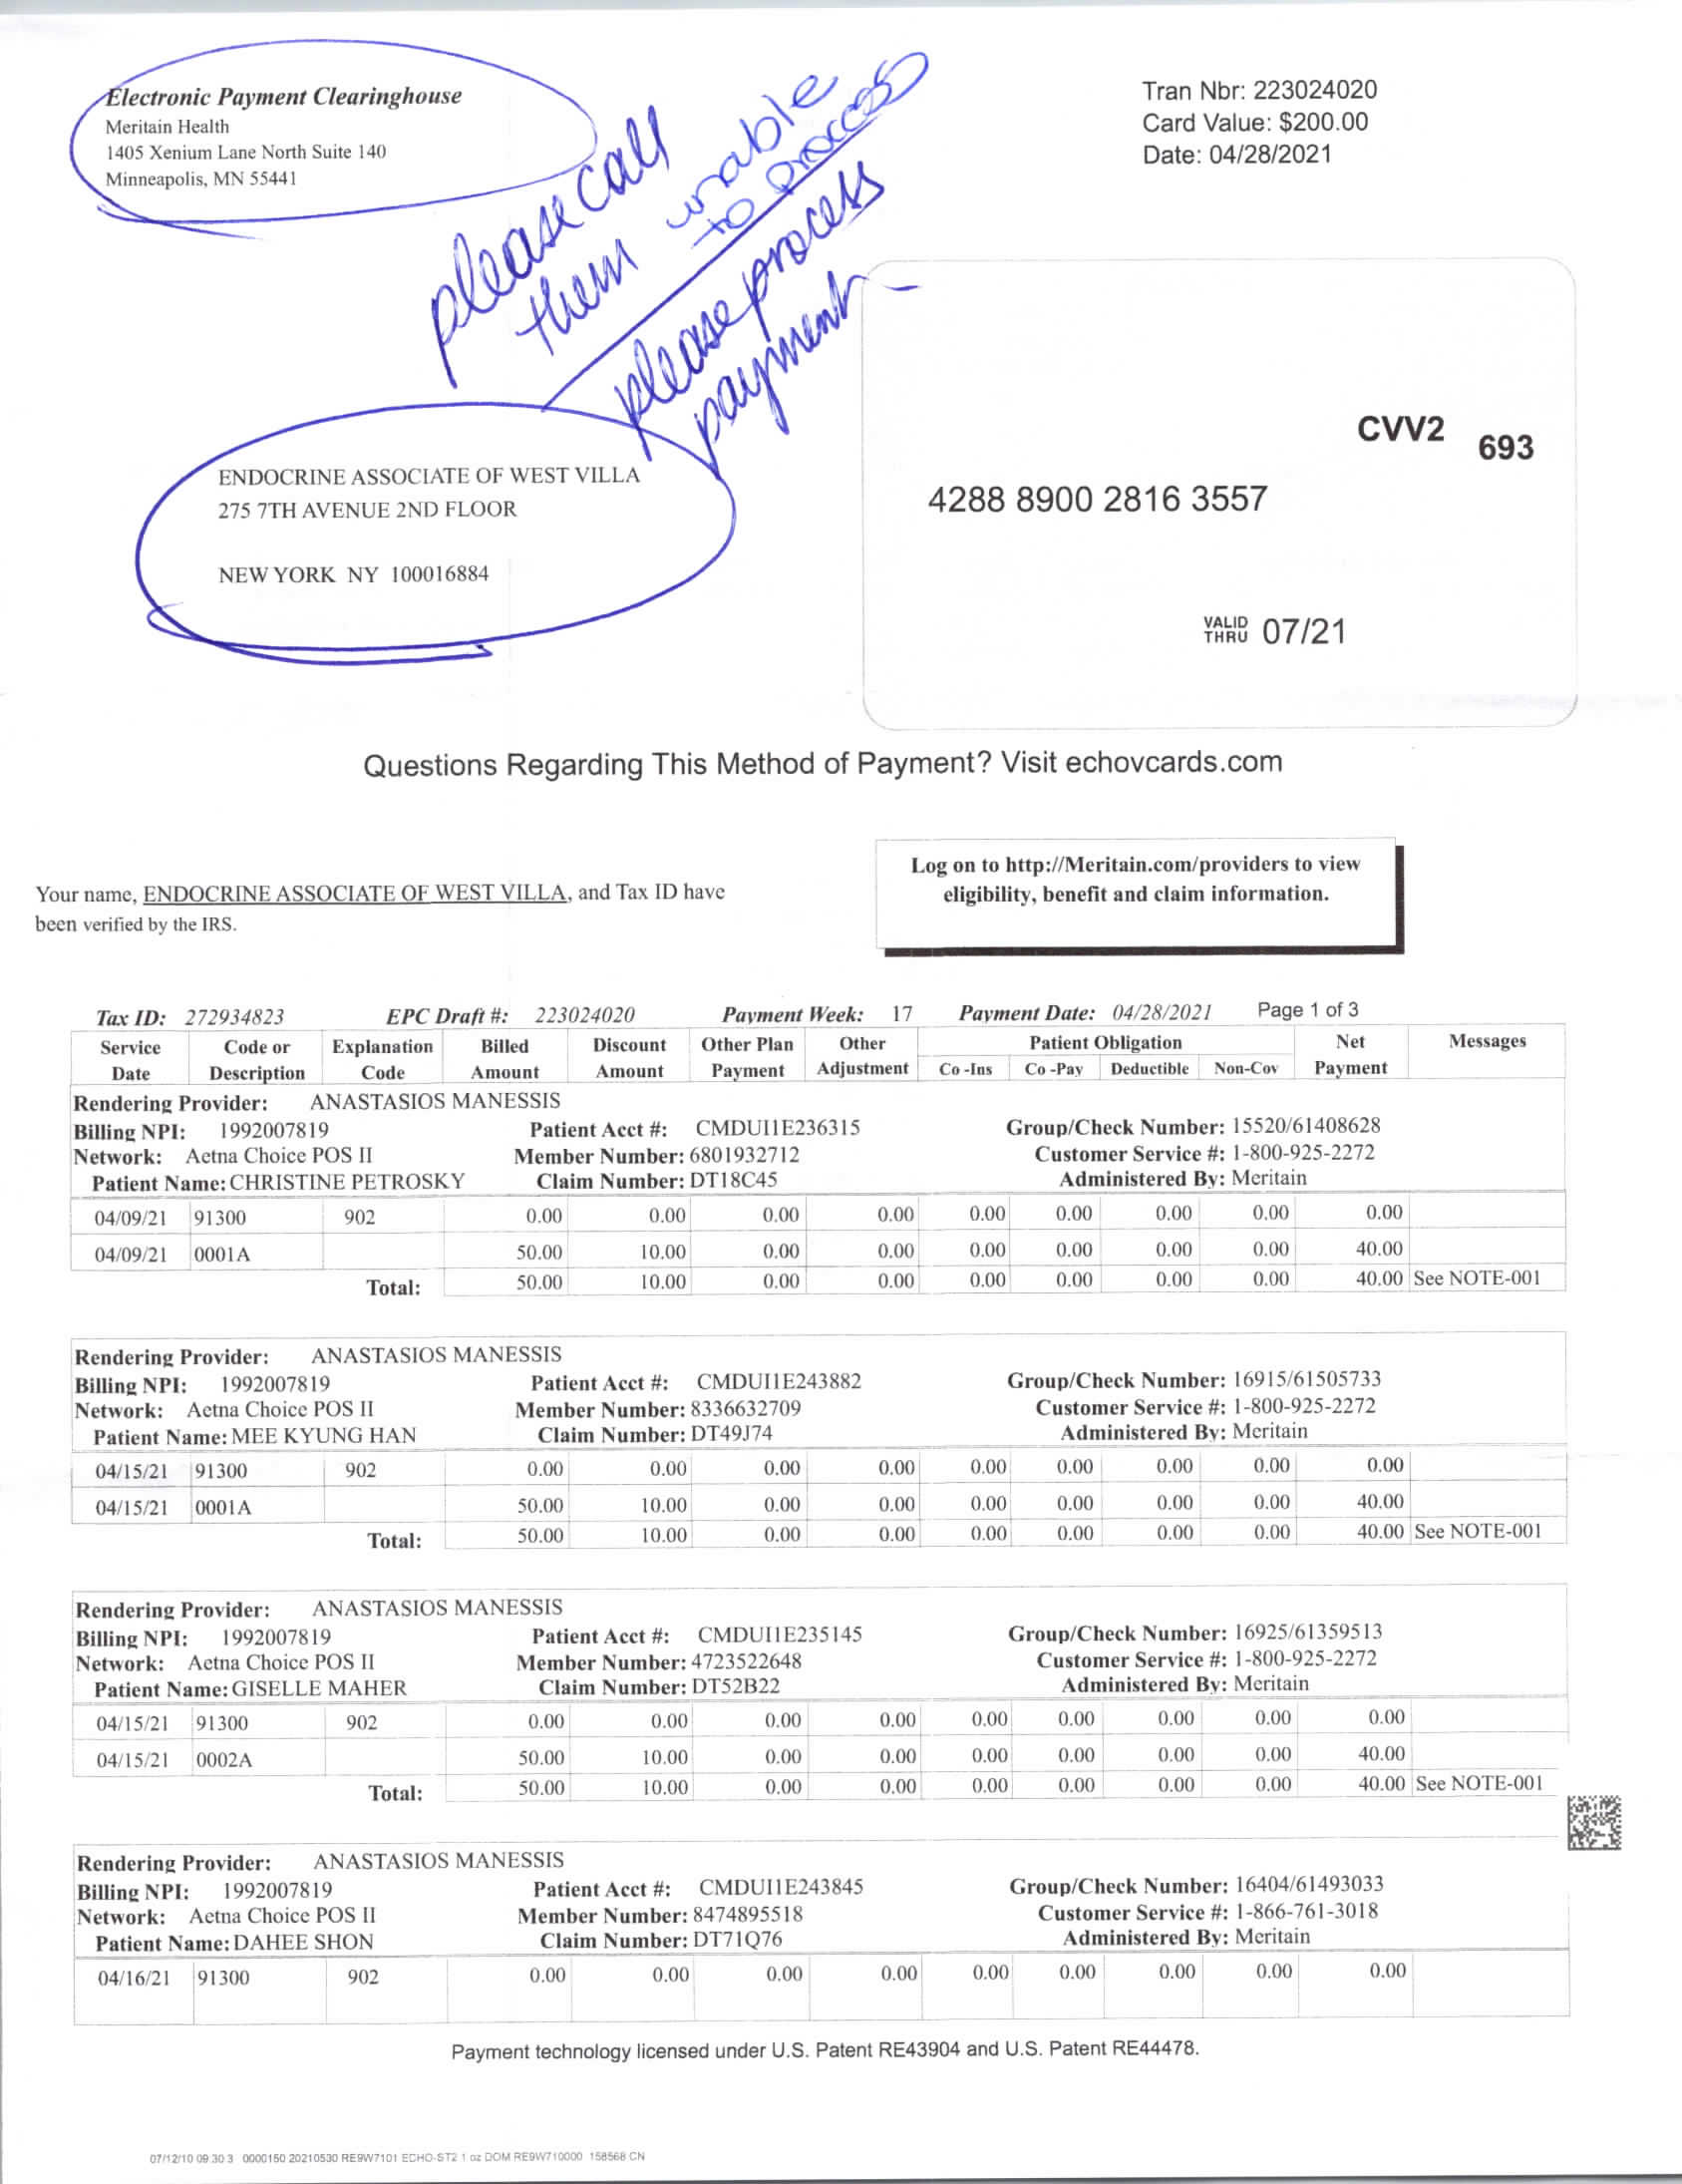 Electronic Payment Clearinghouse
Meritain Health
1405 Xenium Lane North Suite 140
Minneapolis, MN 55441
please call
them
unable
to proccess
please process
payment
Tran Nbr: 223024020
Card Value: $200.00
Date: 04/28/2021
ENDOCRINE ASSOCIATE OF WEST VILLA
275 7TH AVENUE 2ND FLOOR
NEW YORK NY 100016884
CVV2 693
4288 8900 2816 3557
VALID THRU 07/21
Questions Regarding This Method of Payment? Visit echovcards.com
Your name, ENDOCRINE ASSOCIATE OF WEST VILLA, and Tax ID have
been verified by the IRS.
Log on to http://Meritain.com/providers to view
eligibility, benefit and claim information.
Tax ID: 272934823 EPC Draft #: 223024020 Payment Week: 17 Payment Date: 04/28/2021 Page 1 of 3
Service Date Code or Description Explanation Code Billed Amount Discount Amount Other Plan Payment Other Adjustment Patient Obligation Co -Ins Co -Pay Deductible Non-Cov Net Payment Messages
Rendering Provider: ANASTASIOS MANESSIS
Billing NPI: 1992007819 Patient Acct #: CMDUI1E236315 Group/Check Number: 15520/61408628
Network: Aetna Choice POS II Member Number: 6801932712 Customer Service #: 1-800-925-2272
Patient Name: CHRISTINE PETROSKY Claim Number: DT18C45 Administered By: Meritain
04/09/21 91300 902 0.00 0.00 0.00 0.00 0.00 0.00 0.00 0.00 0.00
04/09/21 0001A 50.00 10.00 0.00 0.00 0.00 0.00 0.00 0.00 40.00
Total: 50.00 10.00 0.00 0.00 0.00 0.00 0.00 0.00 40.00 See NOTE-001
Rendering Provider: ANASTASIOS MANESSIS
Billing NPI: 1992007819 Patient Acct #: CMDUI1E243882 Group/Check Number: 16915/61505733
Network: Aetna Choice POS II Member Number: 8336632709 Customer Service #: 1-800-925-2272
Patient Name: MEE KYUNG HAN Claim Number: DT49J74 Administered By: Meritain
04/15/21 91300 902 0.00 0.00 0.00 0.00 0.00 0.00 0.00 0.00 0.00
04/15/21 0001A 50.00 10.00 0.00 0.00 0.00 0.00 0.00 0.00 40.00
Total: 50.00 10.00 0.00 0.00 0.00 0.00 0.00 0.00 40.00 See NOTE-001
Rendering Provider: ANASTASIOS MANESSIS
Billing NPI: 1992007819 Patient Acct #: CMDUI1E235145 Group/Check Number: 16925/61359513
Network: Aetna Choice POS II Member Number: 4723522648 Customer Service #: 1-800-925-2272
Patient Name: GISELLE MAHER Claim Number: DT52B22 Administered By: Meritain
04/15/21 91300 902 0.00 0.00 0.00 0.00 0.00 0.00 0.00 0.00 0.00
04/15/21 0002A 50.00 10.00 0.00 0.00 0.00 0.00 0.00 0.00 40.00
Total: 50.00 10.00 0.00 0.00 0.00 0.00 0.00 0.00 40.00 See NOTE-001
Rendering Provider: ANASTASIOS MANESSIS
Billing NPI: 1992007819 Patient Acct #: CMDUI1E243845 Group/Check Number: 16404/61493033
Network: Aetna Choice POS II Member Number: 8474895518 Customer Service #: 1-866-761-3018
Patient Name: DAHEE SHON Claim Number: DT71Q76 Administered By: Meritain
04/16/21 91300 902 0.00 0.00 0.00 0.00 0.00 0.00 0.00 0.00 0.00
Payment technology licensed under U.S. Patent RE43904 and U.S. Patent RE44478.
07/12/10 09:30 3 0000150 20210530 RE9W7101 ECHO-ST2 1 oz DOM RE9W710000 158568 CN